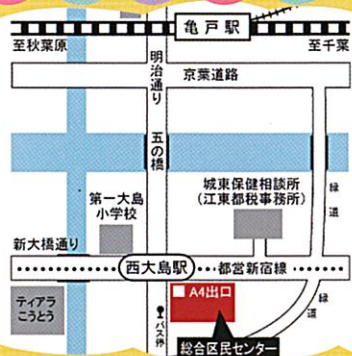 亀戸駅
至秋葉原
至千葉
明治通り
京葉道路
五の橋
城東保健相談所
(江東都税事務所)
緑道
第一大島
小学校
新大橋通り
西大島駅
都営新宿線
A4出口
緑道
ティアラ
こうとう
バス停
総合区民センター